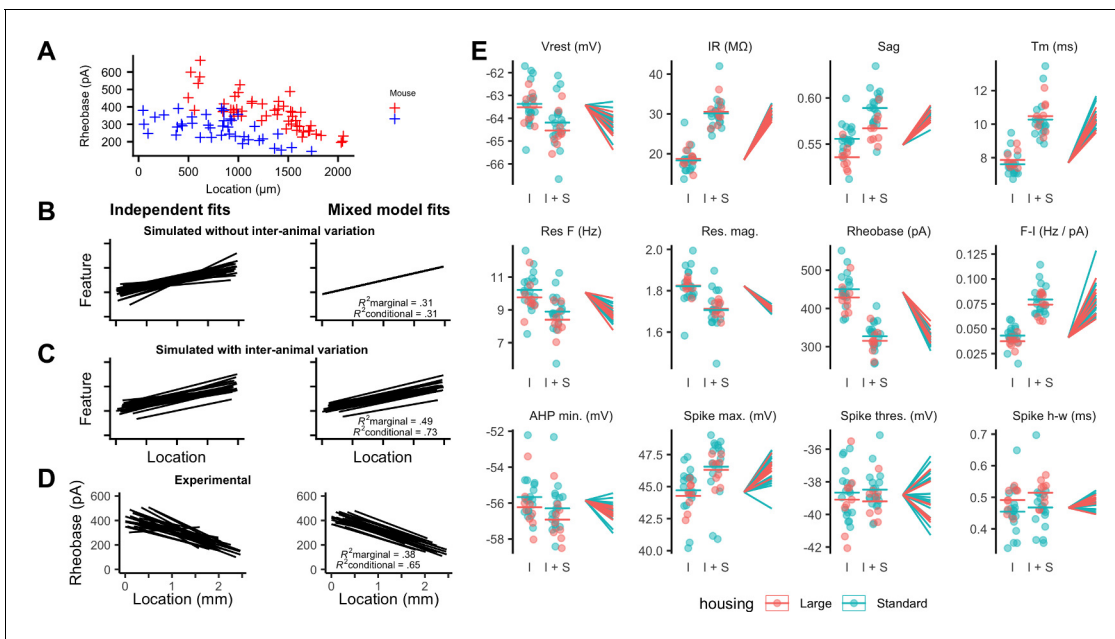 A
Rheobase (pA)
600
500
400
300
200
0
500
1000
1500
2000
Location (µm)
Mouse
B
Independent fits
Mixed model fits
Simulated without inter-animal variation
Feature
R²marginal = .31
R²conditional = .31
C
Simulated with inter-animal variation
Feature
R²marginal = .49
R²conditional = .73
Location
Location
D
Experimental
Rheobase (pA)
600
400
200
0
600
400
200
0
R²marginal = .38
R²conditional = .65
0 1 2
0 1 2
Location (mm)
Location (mm)
E
Vrest (mV)
-62
-63
-64
-65
-66
I I + S
IR (MΩ)
40
30
20
I I + S
Sag
0.60
0.55
I I + S
Tm (ms)
12
10
8
I I + S
Res F (Hz)
11
9
7
I I + S
Res. mag.
2.0
1.8
1.6
I I + S
Rheobase (pA)
500
450
400
350
300
I I + S
F-I (Hz / pA)
0.125
0.100
0.075
0.050
0.025
I I + S
AHP min. (mV)
-52
-54
-56
-58
I I + S
Spike max. (mV)
47.5
45.0
42.5
40.0
I I + S
Spike thres. (mV)
-36
-38
-40
-42
I I + S
Spike h-w (ms)
0.7
0.6
0.5
0.4
I I + S
housing Large Standard